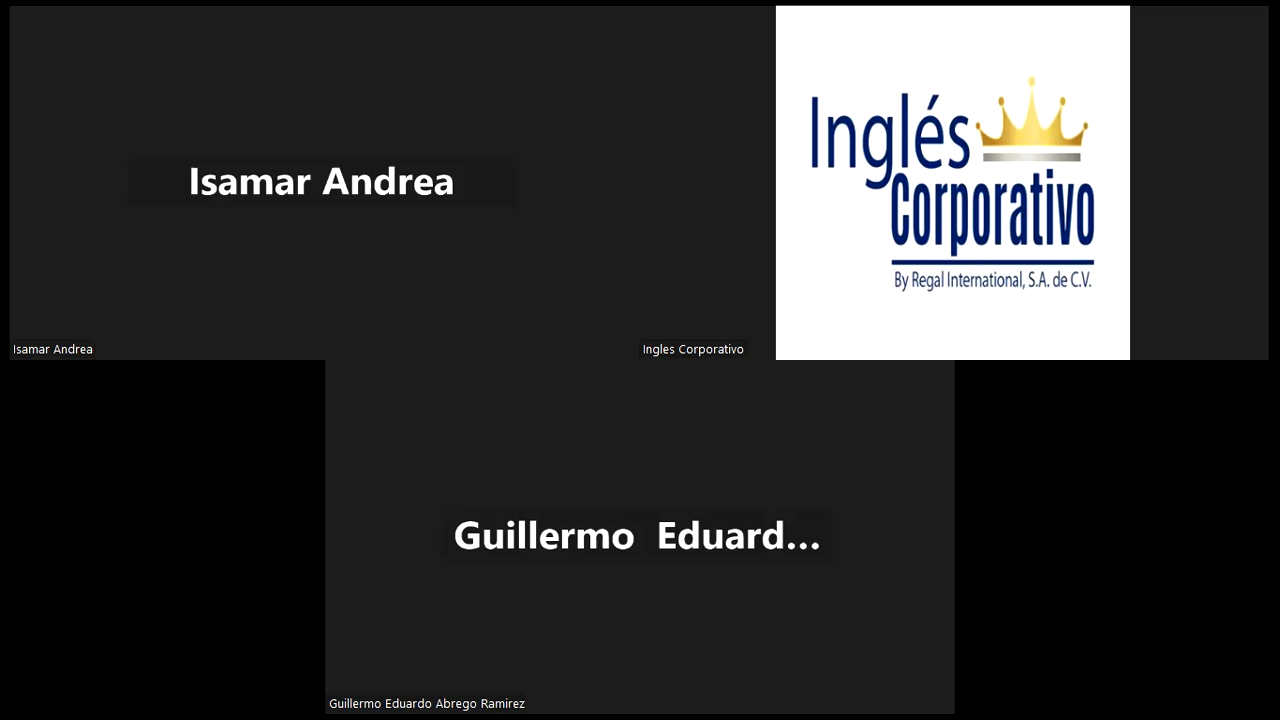 Isamar Andrea
Isamar Andrea
Inglés
Corporativo
By Regal International, S.A. de C.V.
Ingles Corporativo
Guillermo Eduard...
Guillermo Eduardo Abrego Ramirez